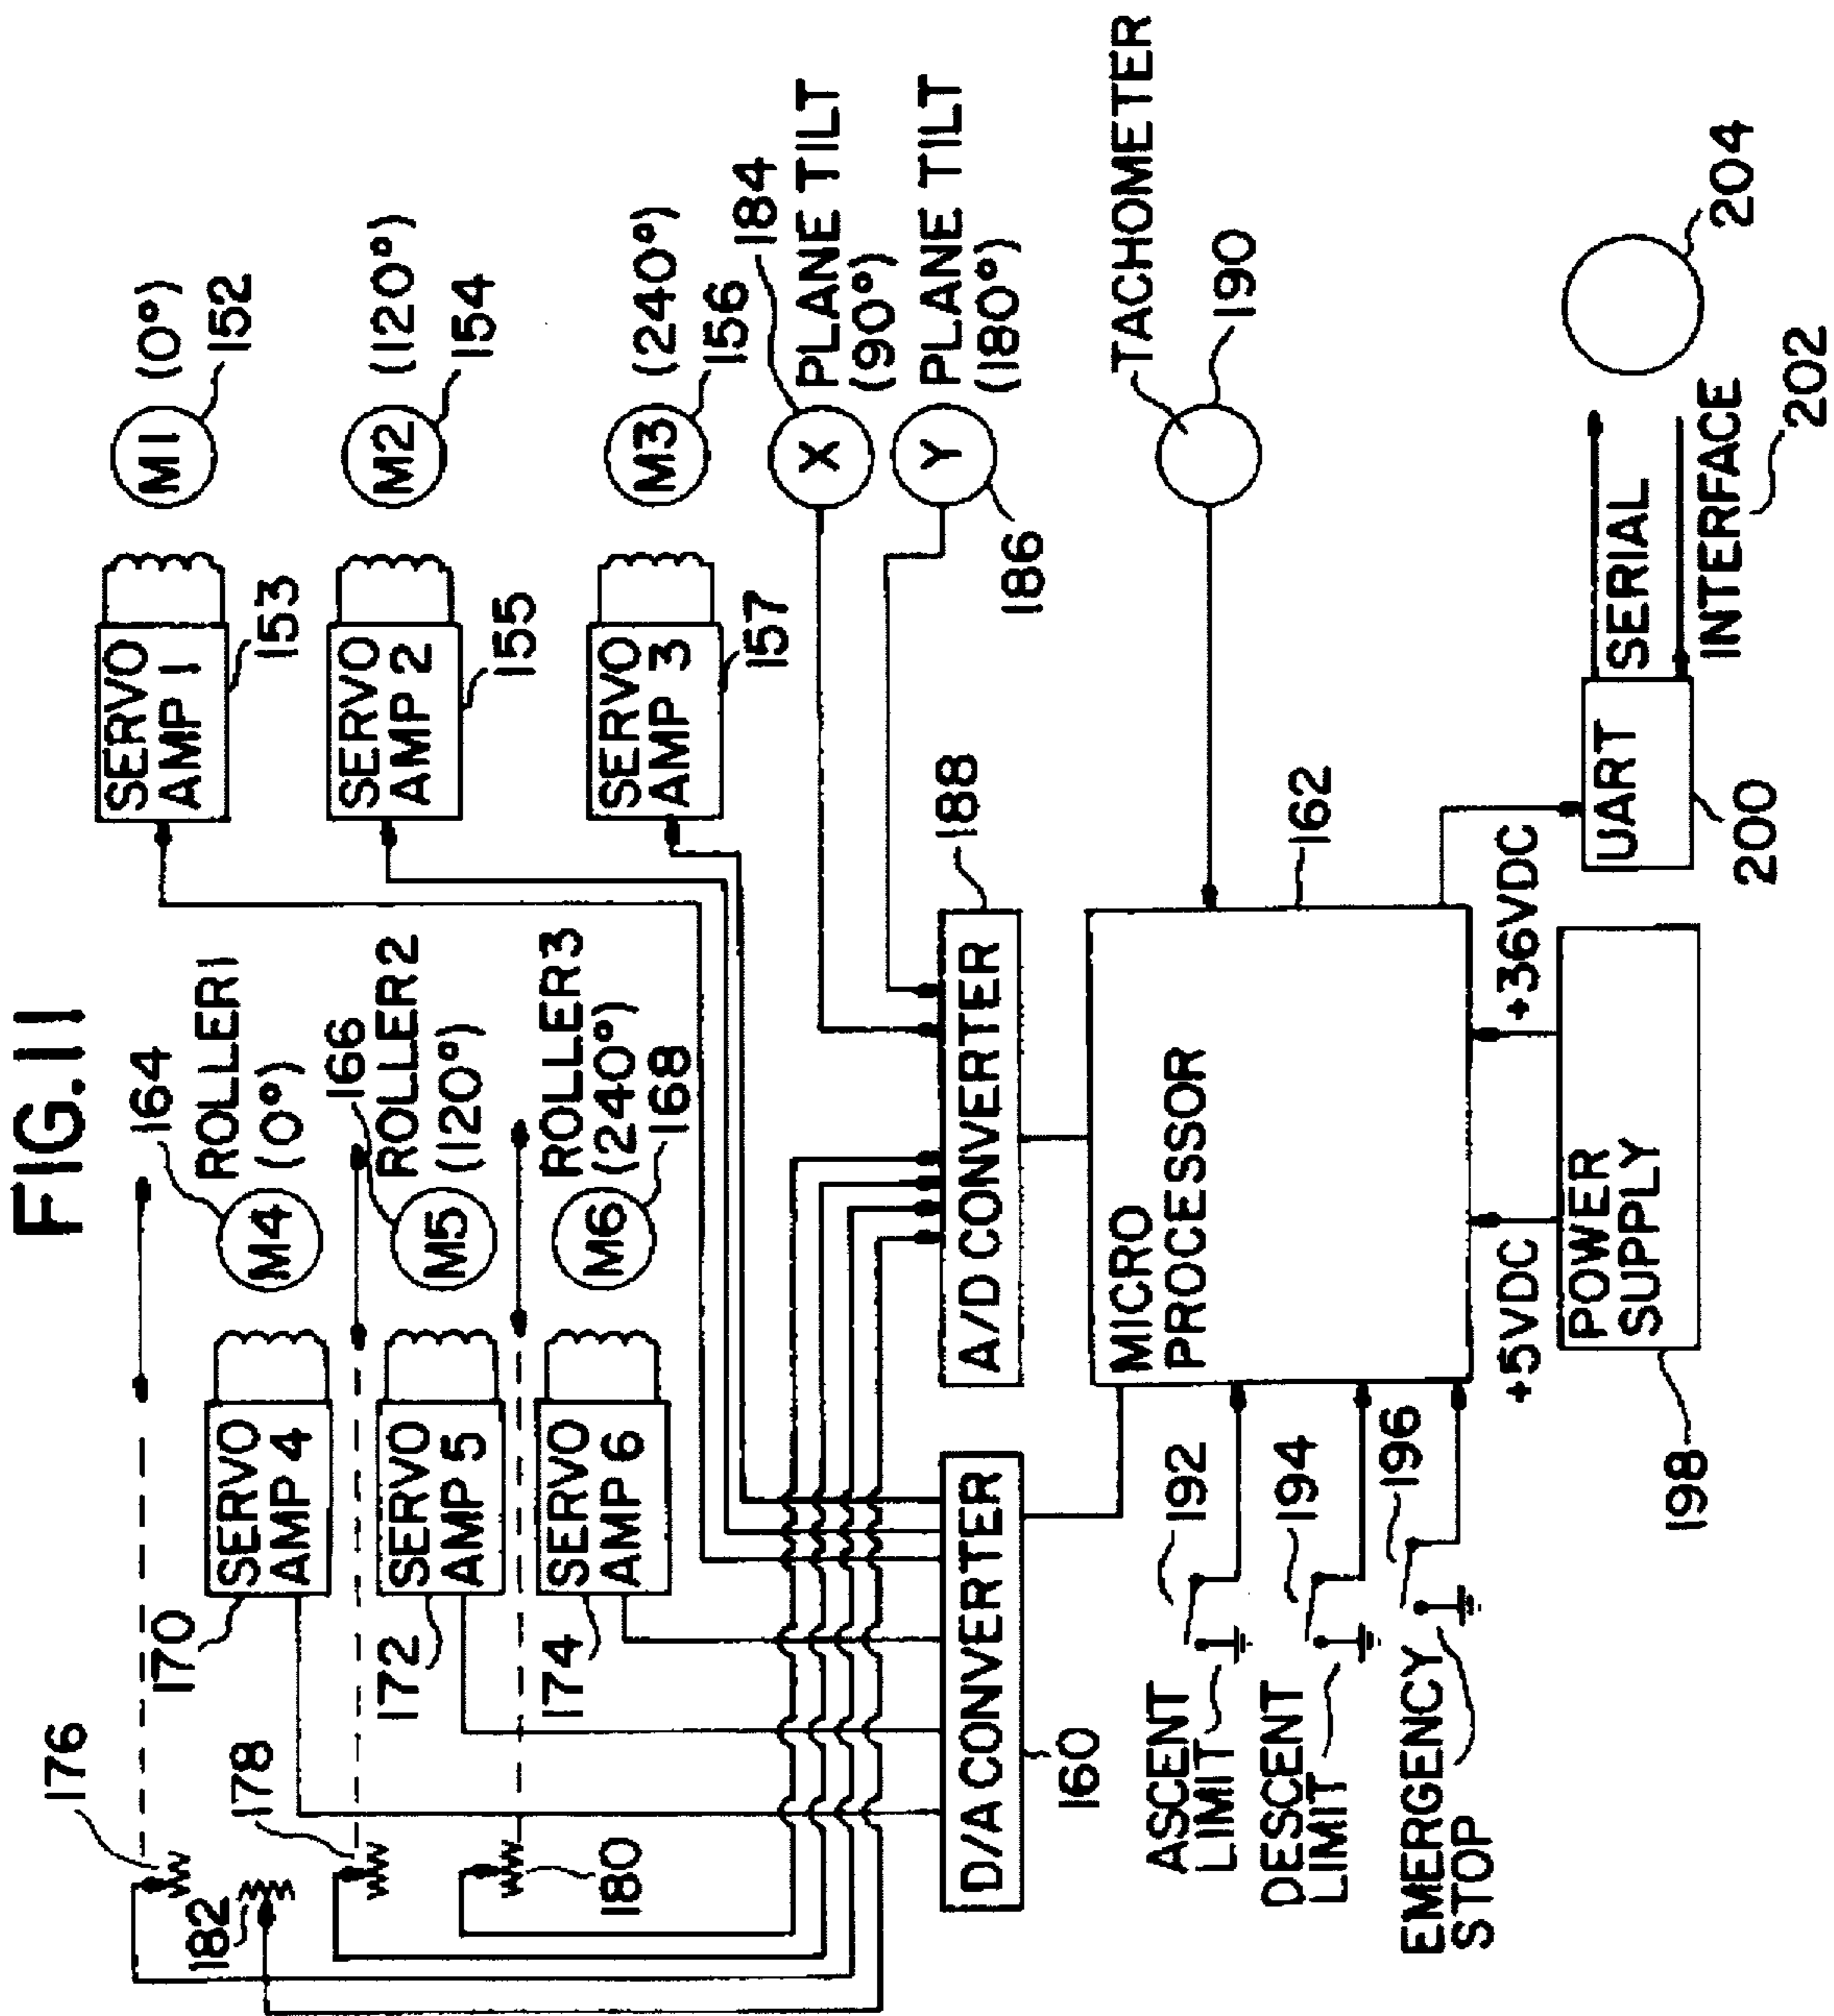 FIG.11
176
164
ROLLER1
(0°)
M4
SERVO
AMP 4
170
182
178
166
ROLLER2
(120°)
M5
SERVO
AMP 5
172
180
ROLLER3
(240°)
168
M6
SERVO
AMP 6
174
SERVO
AMP 1
153
M1
(0°)
152
SERVO
AMP 2
155
M2
(120°)
154
SERVO
AMP 3
157
M3
(240°)
156
184
X
PLANE TILT
(90°)
Y
PLANE TILT
(180°)
186
D/A CONVERTER
160
A/D CONVERTER
188
TACHOMETER
190
MICRO
PROCESSOR
162
ASCENT
LIMIT
192
DESCENT
LIMIT
194
EMERGENCY
STOP
196
+5VDC
+36VDC
POWER
SUPPLY
198
UART
200
SERIAL
INTERFACE
202
204